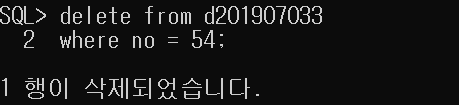 SQL> delete from d201907033
  2  where no = 54;
1 행이 삭제되었습니다.